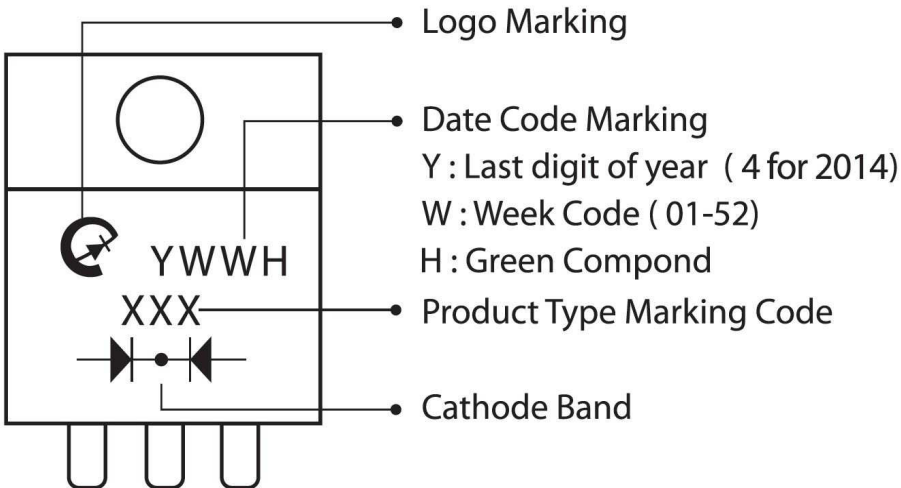 Logo Marking
Date Code Marking
Y : Last digit of year ( 4 for 2014)
W : Week Code ( 01-52)
H : Green Compond
YWWH
XXX
Product Type Marking Code
Cathode Band